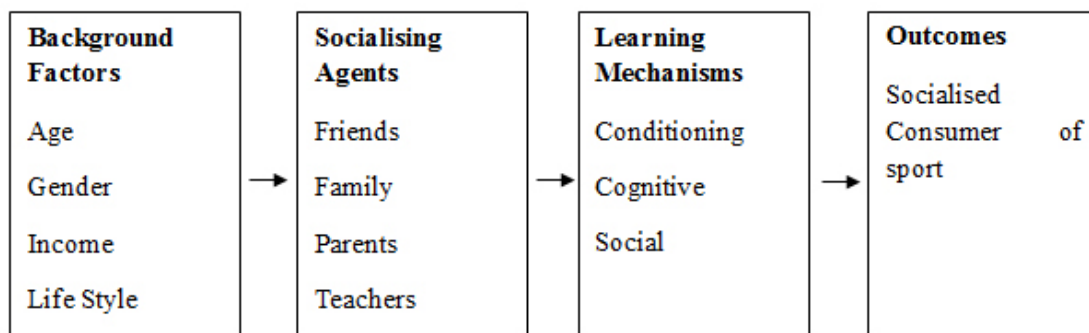 Background
Factors
Age
Gender
Income
Life Style
Socialising
Agents
Friends
Family
Parents
Teachers
Learning
Mechanisms
Conditioning
Cognitive
Social
Outcomes
Socialised
Consumer of
sport